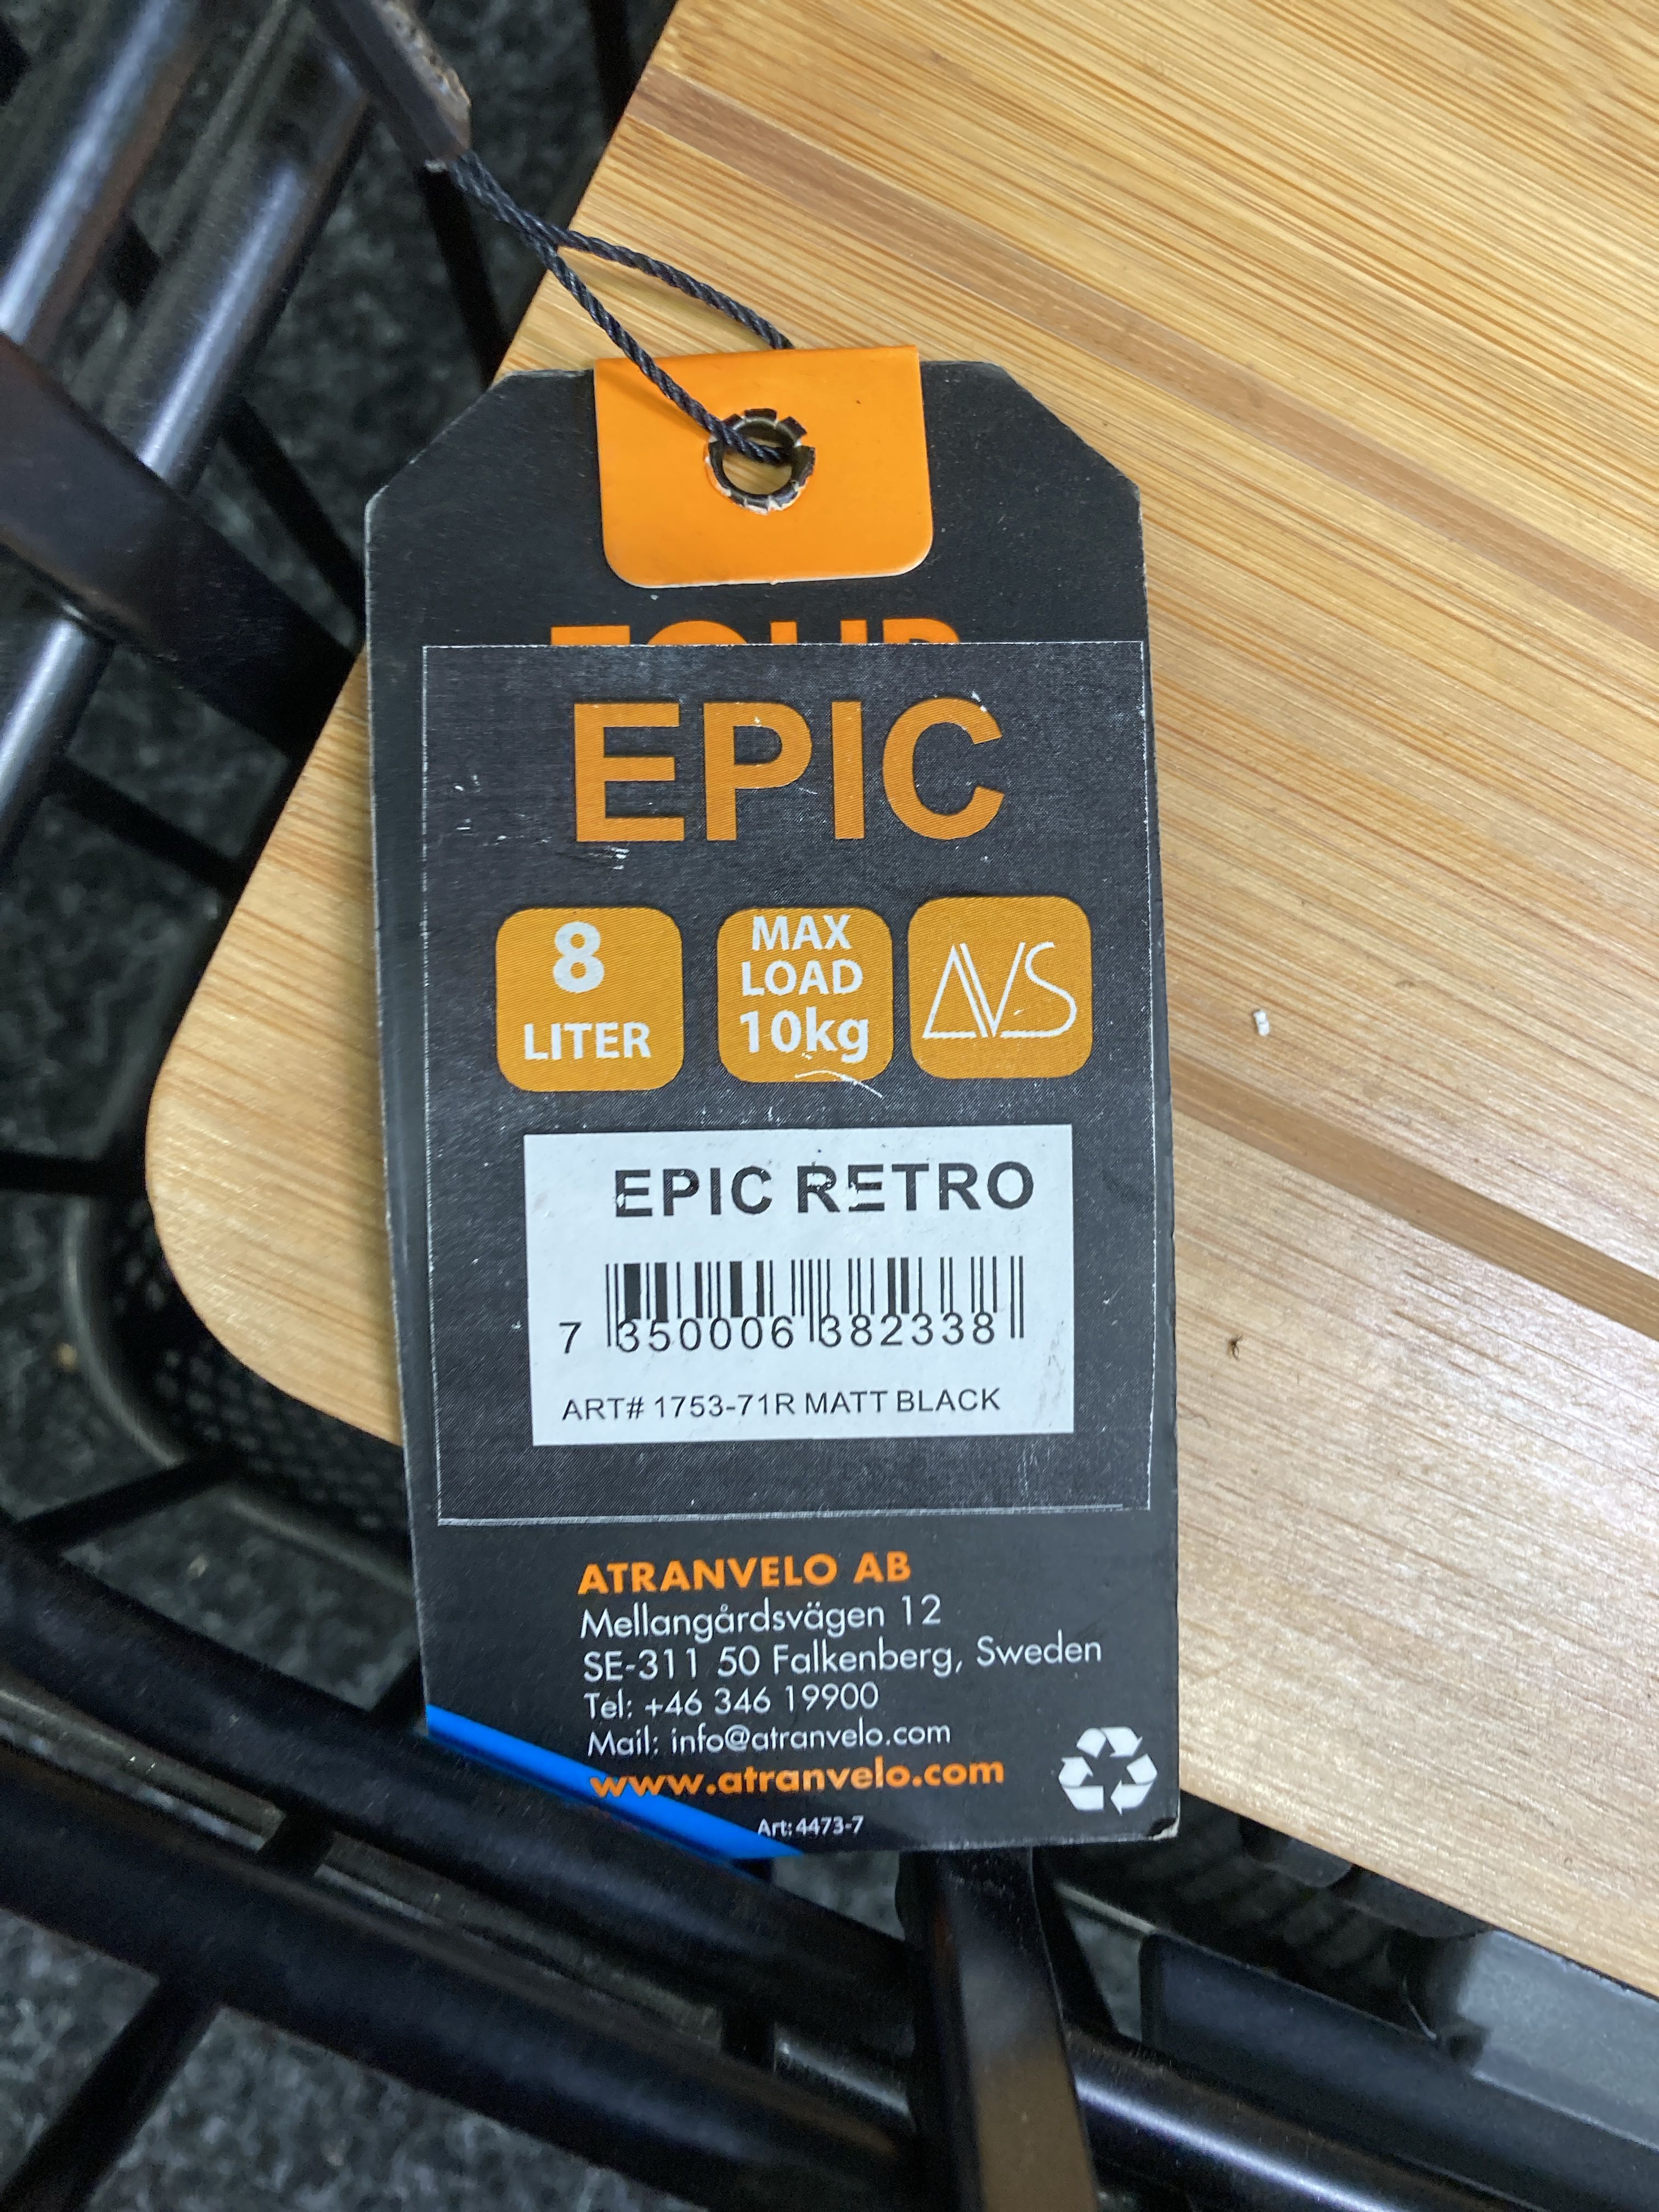 EPIC
8
LITER
MAX
LOAD
10kg
AVS
EPIC RETRO
7 350006 382338
ART# 1753-71R MATT BLACK
ATRANVELO AB
Mellangårdsvägen 12
SE-311 50 Falkenberg, Sweden
Tel: +46 346 19900
Mail: info@atranvelo.com
www.atranvelo.com
Art: 4473-7